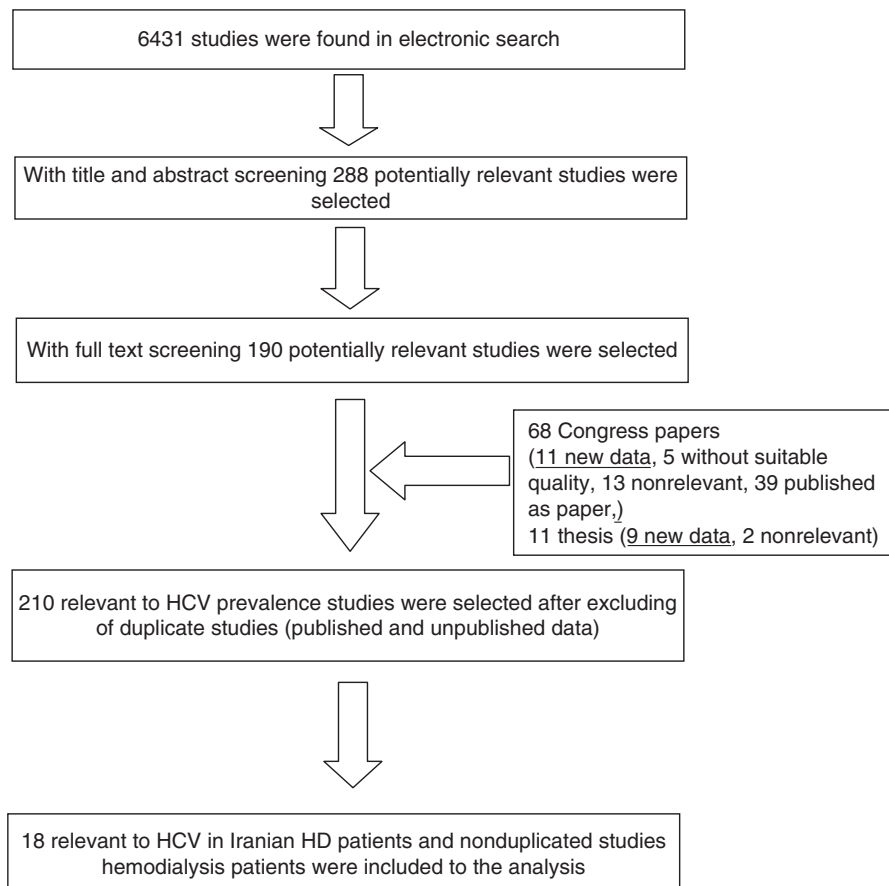 6431 studies were found in electronic search
With title and abstract screening 288 potentially relevant studies were
selected
With full text screening 190 potentially relevant studies were selected
68 Congress papers
(11 new data, 5 without suitable
quality, 13 nonrelevant, 39 published
as paper,)
11 thesis (9 new data, 2 nonrelevant)
210 relevant to HCV prevalence studies were selected after excluding
of duplicate studies (published and unpublished data)
18 relevant to HCV in Iranian HD patients and nonduplicated studies
hemodialysis patients were included to the analysis